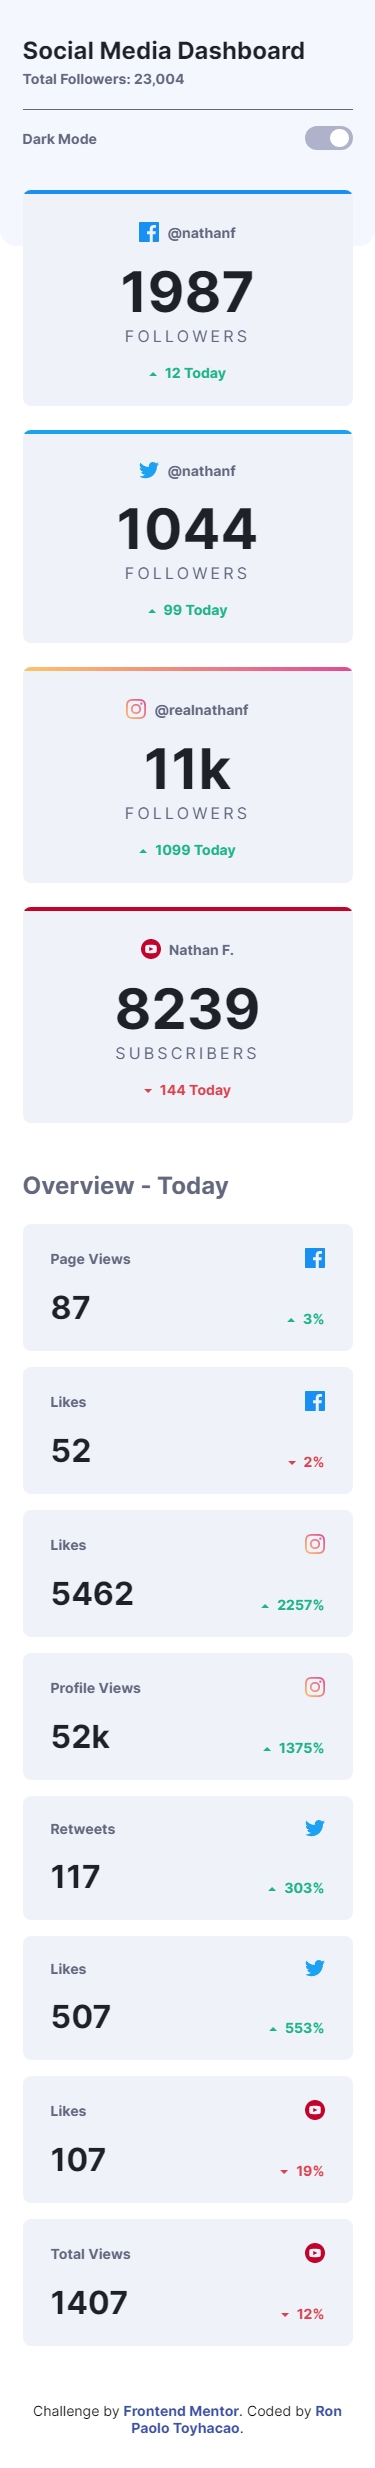 Social Media Dashboard
Total Followers: 23,004
Dark Mode
@nathanf
1987
FOLLOWERS
12 Today
@nathanf
1044
FOLLOWERS
99 Today
@realnathanf
11k
FOLLOWERS
1099 Today
Nathan F.
8239
SUBSCRIBERS
144 Today
Overview - Today
Page Views
87
3%
Likes
52
2%
Likes
5462
2257%
Profile Views
52k
1375%
Retweets
117
303%
Likes
507
553%
Likes
107
19%
Total Views
1407
12%
Challenge by Frontend Mentor. Coded by Ron
Paolo Toyhacao.